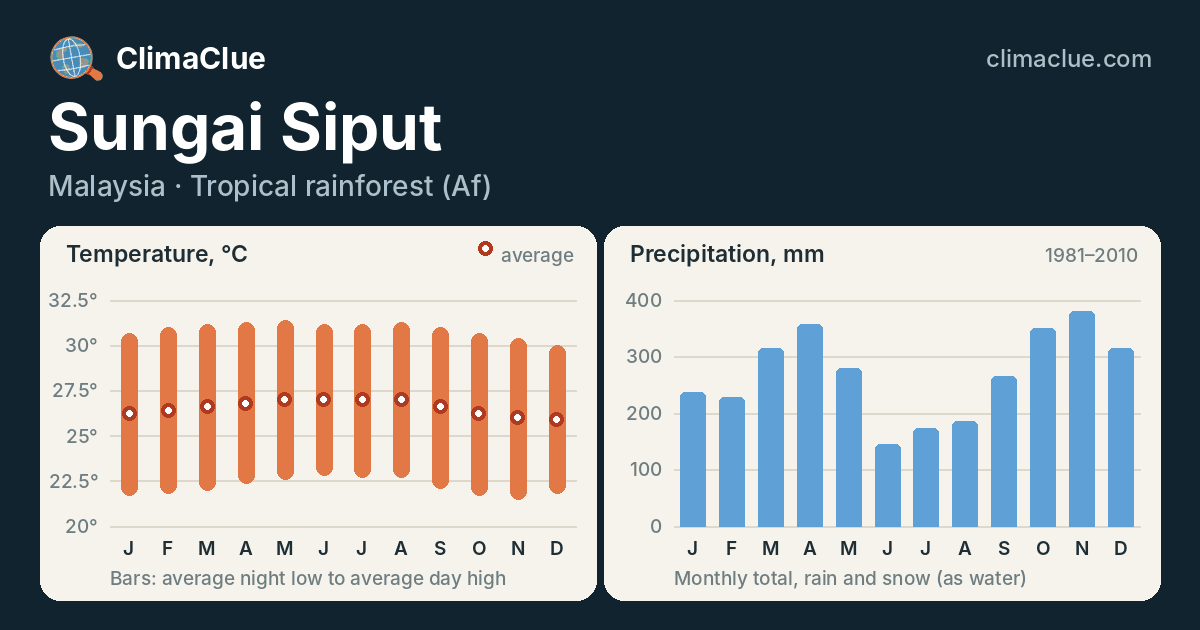 ClimaClue
climaclue.com
Sungai Siput
Malaysia · Tropical rainforest (Af)
Temperature, °C
average
32.5°
30°
27.5°
25°
22.5°
20°
J F M A M J J A S O N D
Bars: average night low to average day high
Precipitation, mm
1981–2010
400
300
200
100
0
J F M A M J J A S O N D
Monthly total, rain and snow (as water)